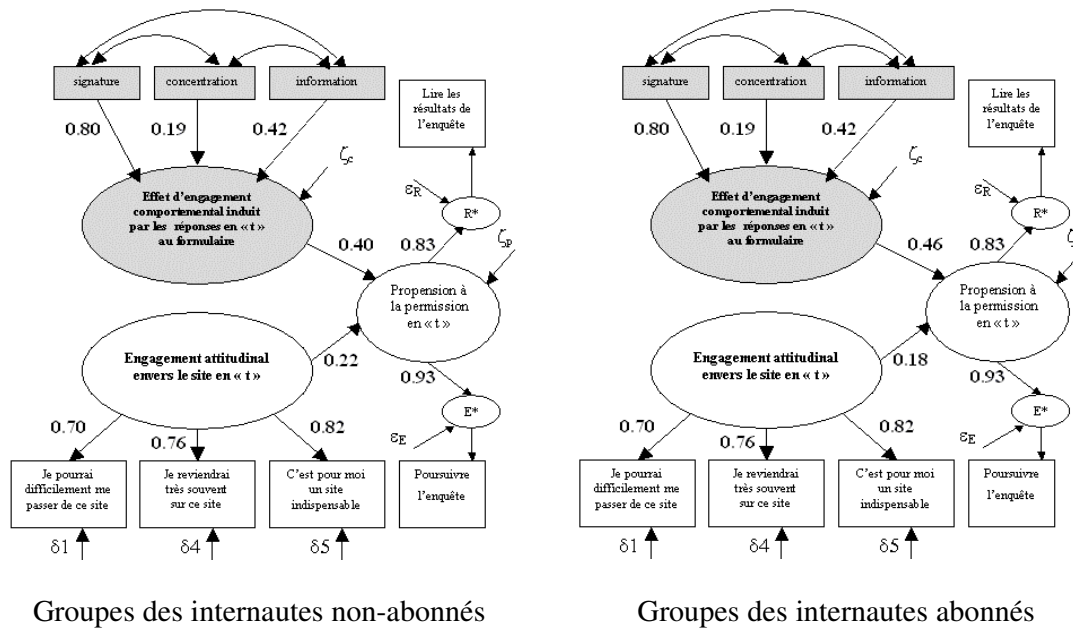 signature
concentration
information
0.80
0.19
0.42
Lire les
résultats de
l'enquête
ζc
Effet d'engagement
comportemental induit
par les réponses en « t »
au formulaire
εR
R*
0.40
0.83
ζP
Propension à
la permission
en « t »
Engagement attitudinal
envers le site en « t »
0.22
0.93
E*
εE
0.70
0.76
0.82
Je pourrai
difficilement me
passer de ce site
Je reviendrai
très souvent
sur ce site
C'est pour moi
un site
indispensable
Poursuivre
l'enquête
δ1
δ4
δ5
Groupes des internautes non-abonnés
signature
concentration
information
0.80
0.19
0.42
Lire les
résultats de
l'enquête
ζc
Effet d'engagement
comportemental induit
par les réponses en « t »
au formulaire
εR
R*
0.46
0.83
ζ
Propension à
la permission
en « t »
Engagement attitudinal
envers le site en « t »
0.18
0.93
E*
εE
0.70
0.76
0.82
Je pourrai
difficilement me
passer de ce site
Je reviendrai
très souvent
sur ce site
C'est pour moi
un site
indispensable
Poursuivre
l'enquête
δ1
δ4
δ5
Groupes des internautes abonnés